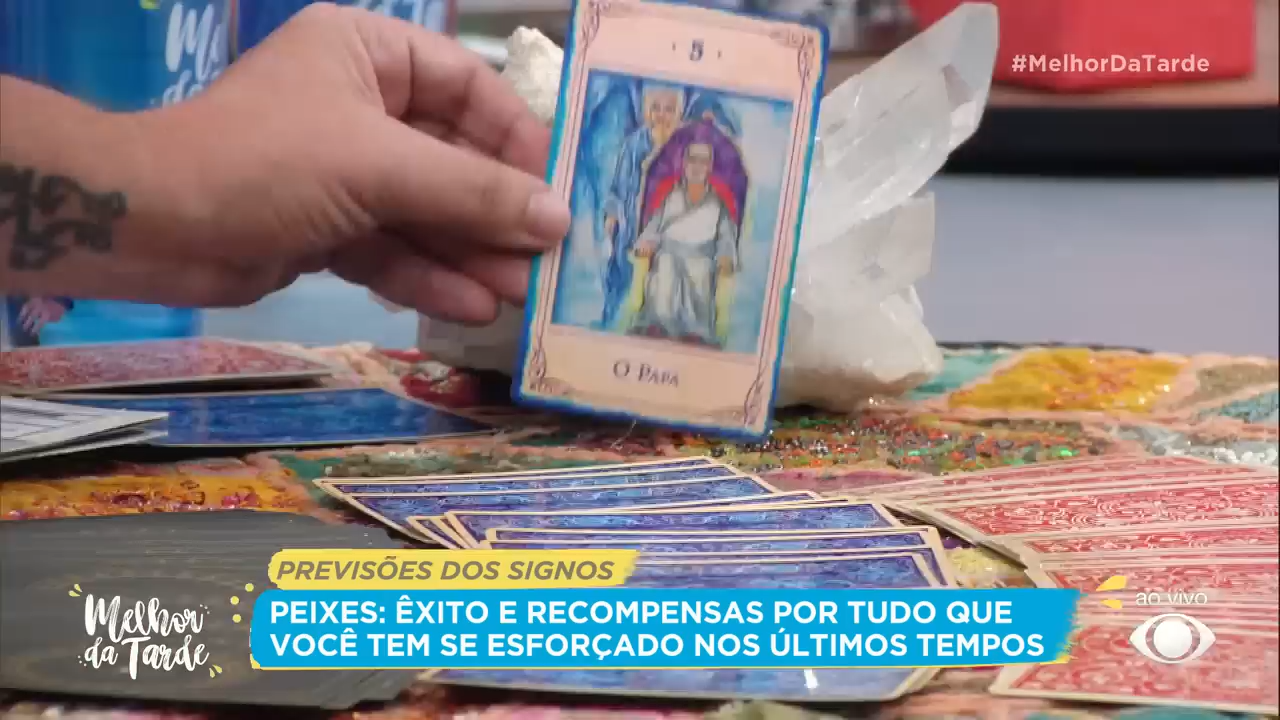 #MelhorDaTarde
5
O PAPA
PREVISÕES DOS SIGNOS
PEIXES: ÊXITO E RECOMPENSAS POR TUDO QUE
VOCÊ TEM SE ESFORÇADO NOS ÚLTIMOS TEMPOS
Melhor
da Tarde
ao vivo